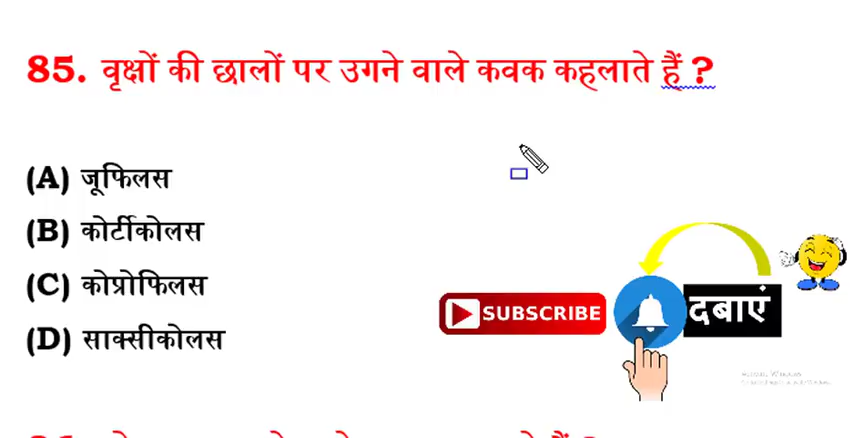 85. वृक्षों की छालों पर उगने वाले कवक कहलाते हैं ?
(A) जूफिलस
(B) कोर्टीकोलस
(C) कोप्रोफिलस
(D) साक्सीकोलस
SUBSCRIBE
दबाएं